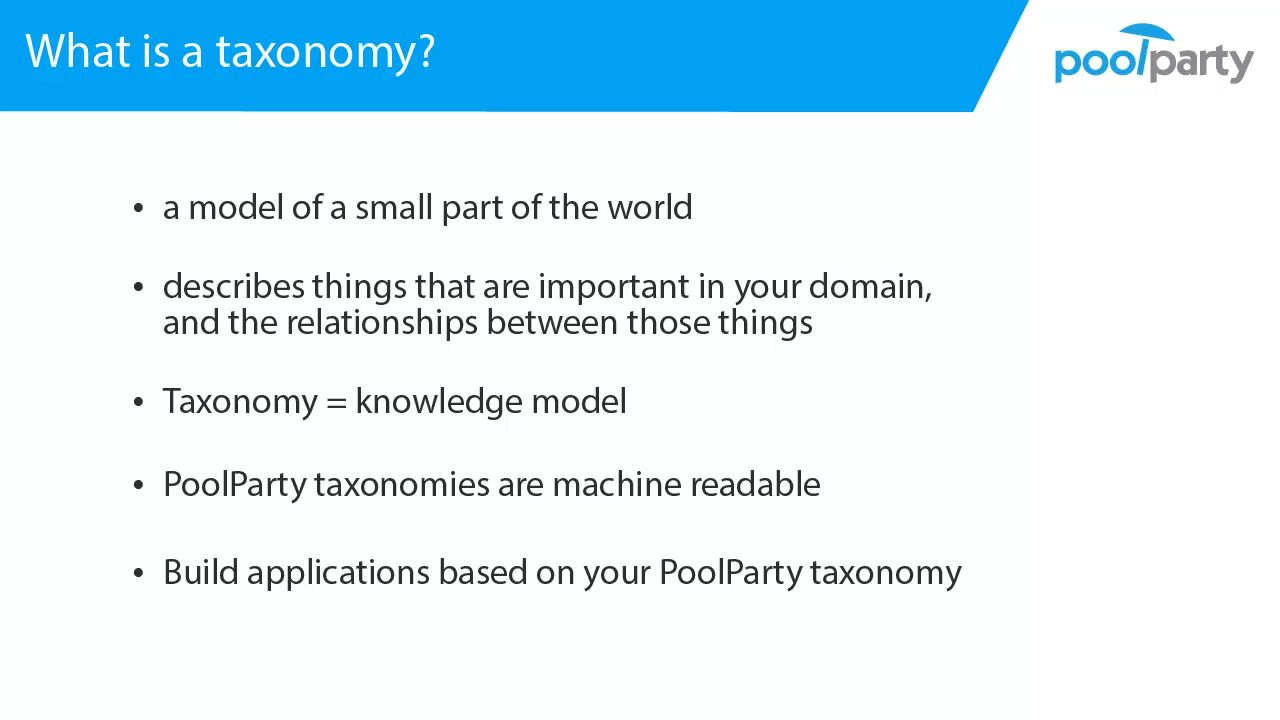 What is a taxonomy?
poolparty
• a model of a small part of the world
• describes things that are important in your domain,
and the relationships between those things
• Taxonomy = knowledge model
• PoolParty taxonomies are machine readable
• Build applications based on your PoolParty taxonomy